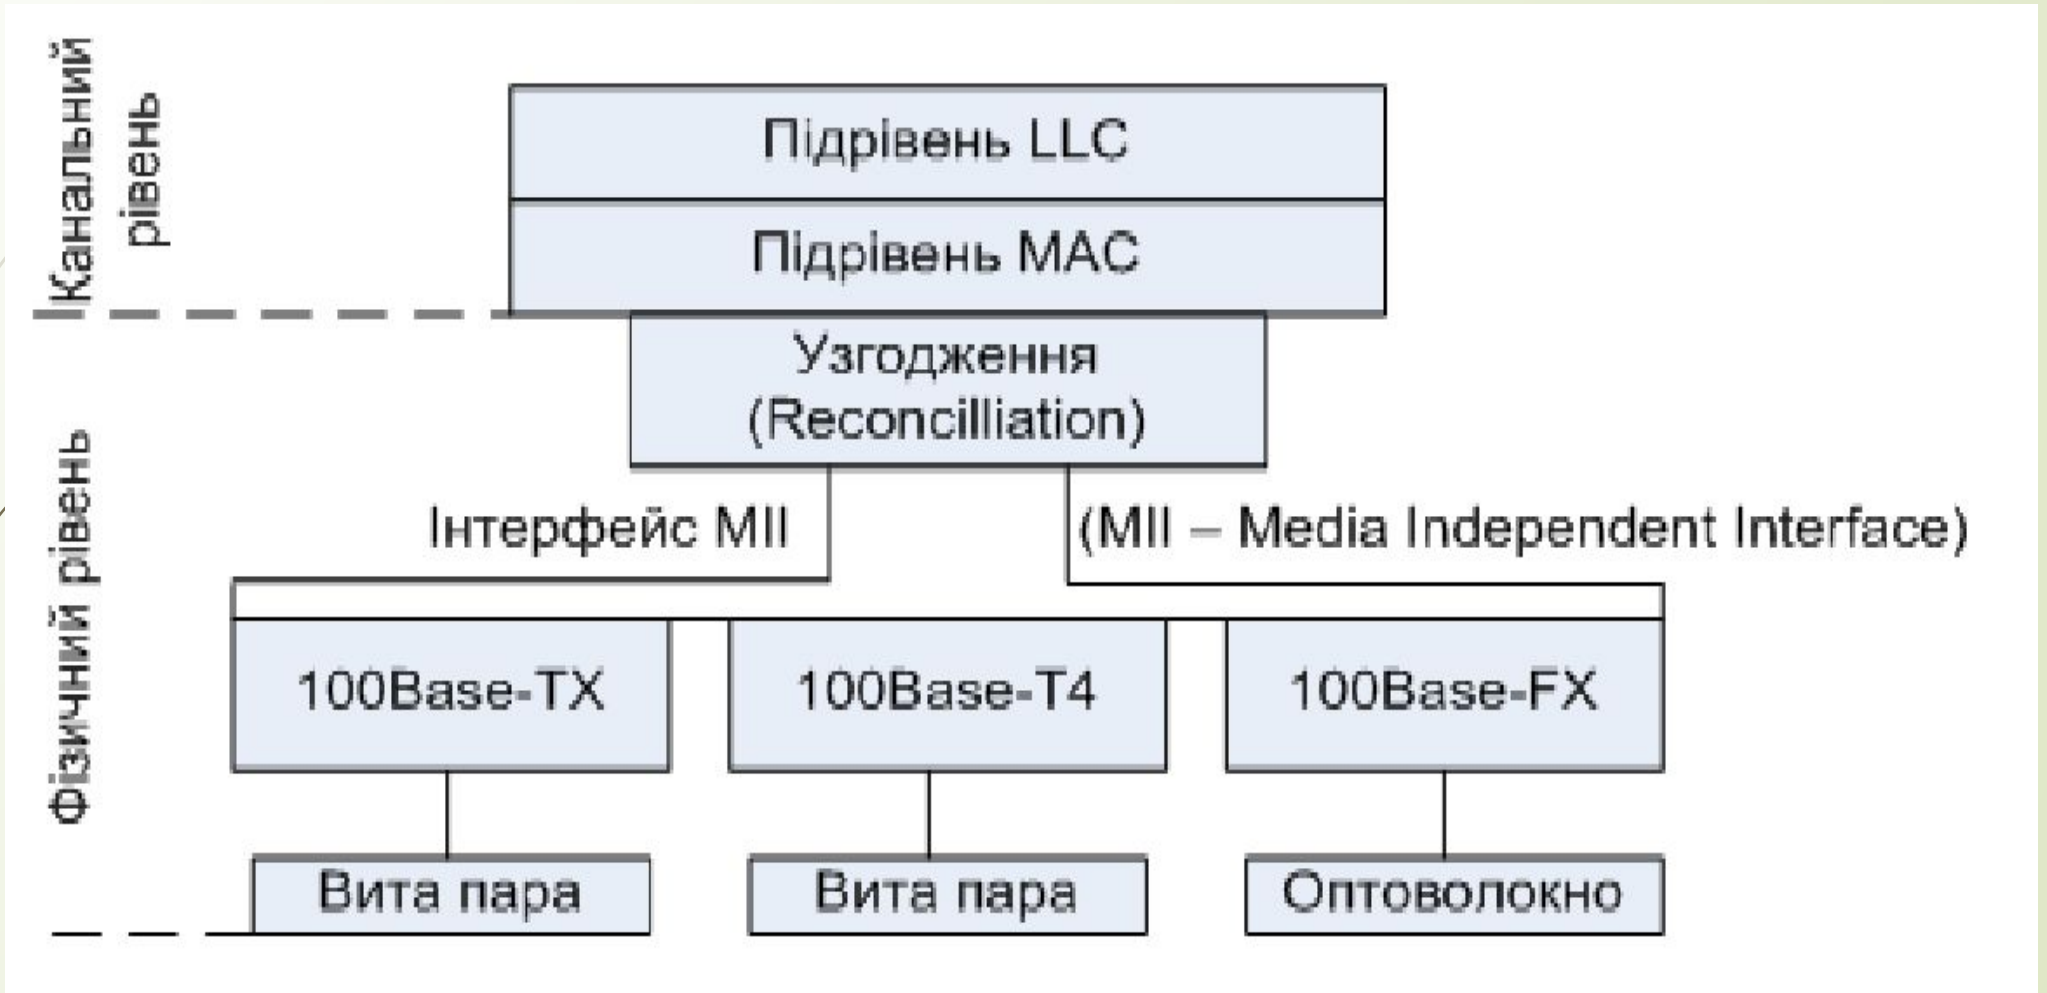 Канальний
рівень
Підрівень LLC
Підрівень MAC
Узгодження
(Reconcilliation)
Фізичний рівень
Інтерфейс MII
(MII – Media Independent Interface)
100Base-TX
100Base-T4
100Base-FX
Вита пара
Вита пара
Оптоволокно